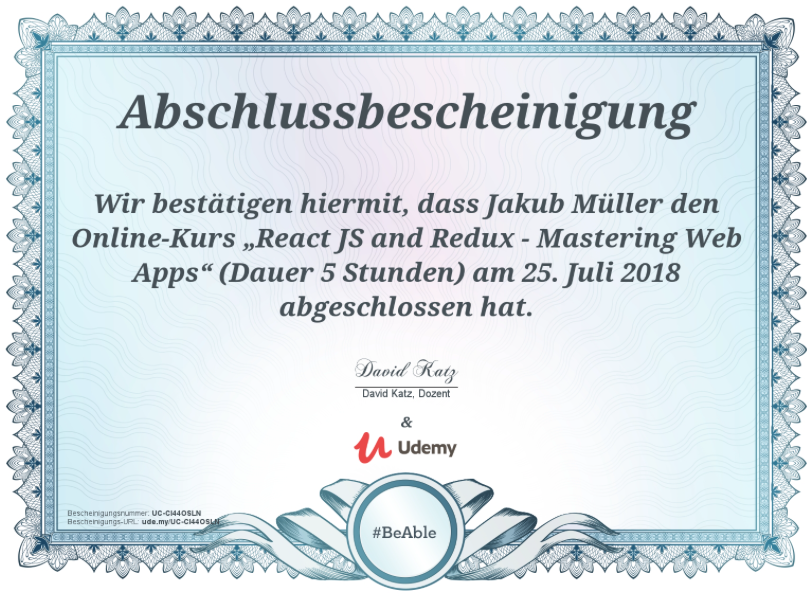 Abschlussbescheinigung
Wir bestätigen hiermit, dass Jakub Müller den
Online-Kurs „React JS and Redux - Mastering Web
Apps“ (Dauer 5 Stunden) am 25. Juli 2018
abgeschlossen hat.
David Katz
David Katz, Dozent
&
Udemy
Bescheinigungsnummer: UC-CI44OSLN
Bescheinigungs-URL: ude.my/UC-CI44OSLN
#BeAble